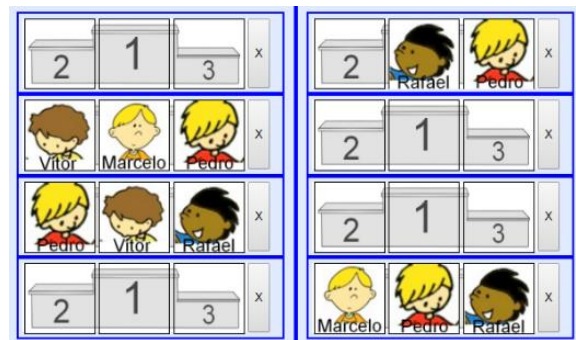 2 1 3 x
Vitor Marcelo Pedro x
Pedro Vitor Rafael x
2 1 3 x
2 Rafael Pedro x
2 1 3 x
2 1 3 x
Marcelo Pedro Rafael x